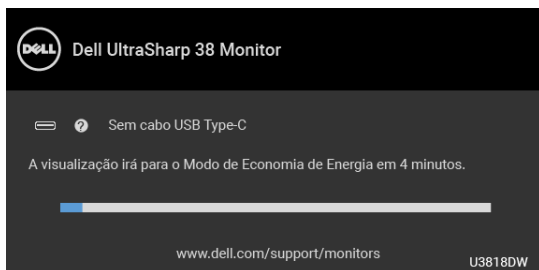 DELL Dell UltraSharp 38 Monitor
? Sem cabo USB Type-C
A visualização irá para o Modo de Economia de Energia em 4 minutos.
www.dell.com/support/monitors
U3818DW